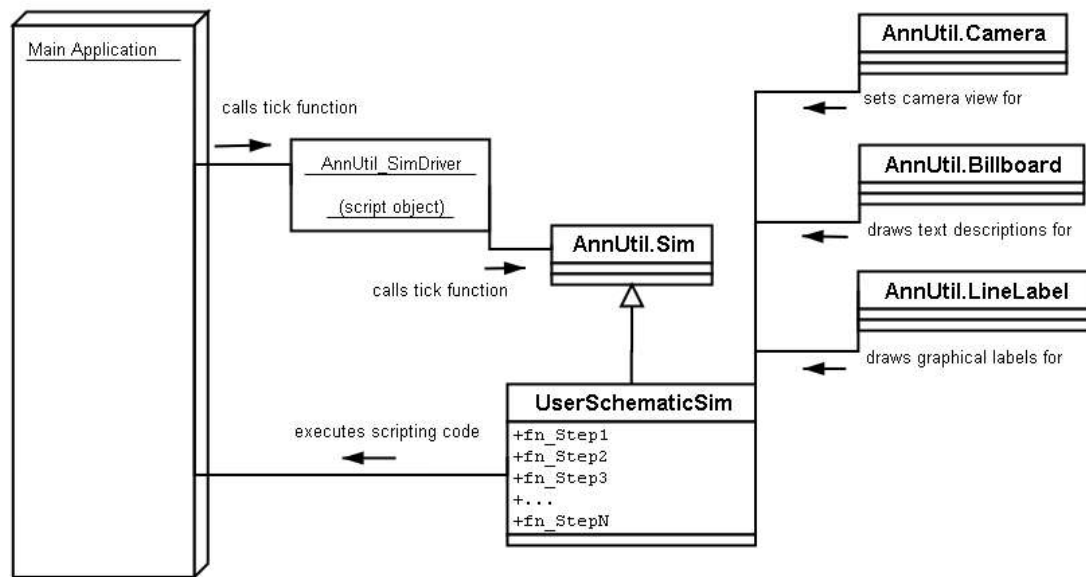 Main Application
calls tick function
AnnUtil_SimDriver
(script object)
AnnUtil.Sim
calls tick function
AnnUtil.Camera
sets camera view for
AnnUtil.Billboard
draws text descriptions for
AnnUtil.LineLabel
draws graphical labels for
UserSchematicSim
+fn_Step1
+fn_Step2
+fn_Step3
+...
+fn_StepN
executes scripting code